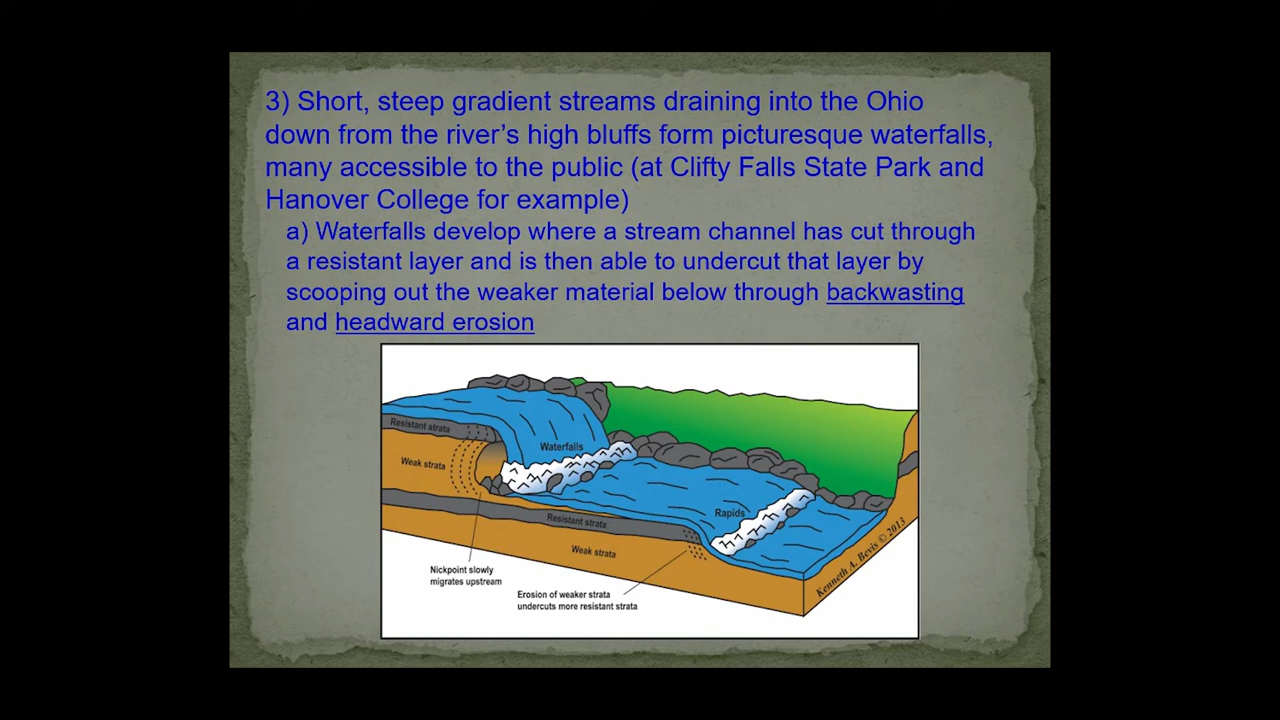 3) Short, steep gradient streams draining into the Ohio
down from the river's high bluffs form picturesque waterfalls,
many accessible to the public (at Clifty Falls State Park and
Hanover College for example)
a) Waterfalls develop where a stream channel has cut through
a resistant layer and is then able to undercut that layer by
scooping out the weaker material below through backwasting
and headward erosion
Resistant strata
Waterfalls
Weak strata
Rapids
Resistant strata
Weak strata
Kenneth A. Bevis © 2013
Nickpoint slowly
migrates upstream
Erosion of weaker strata
undercuts more resistant strata